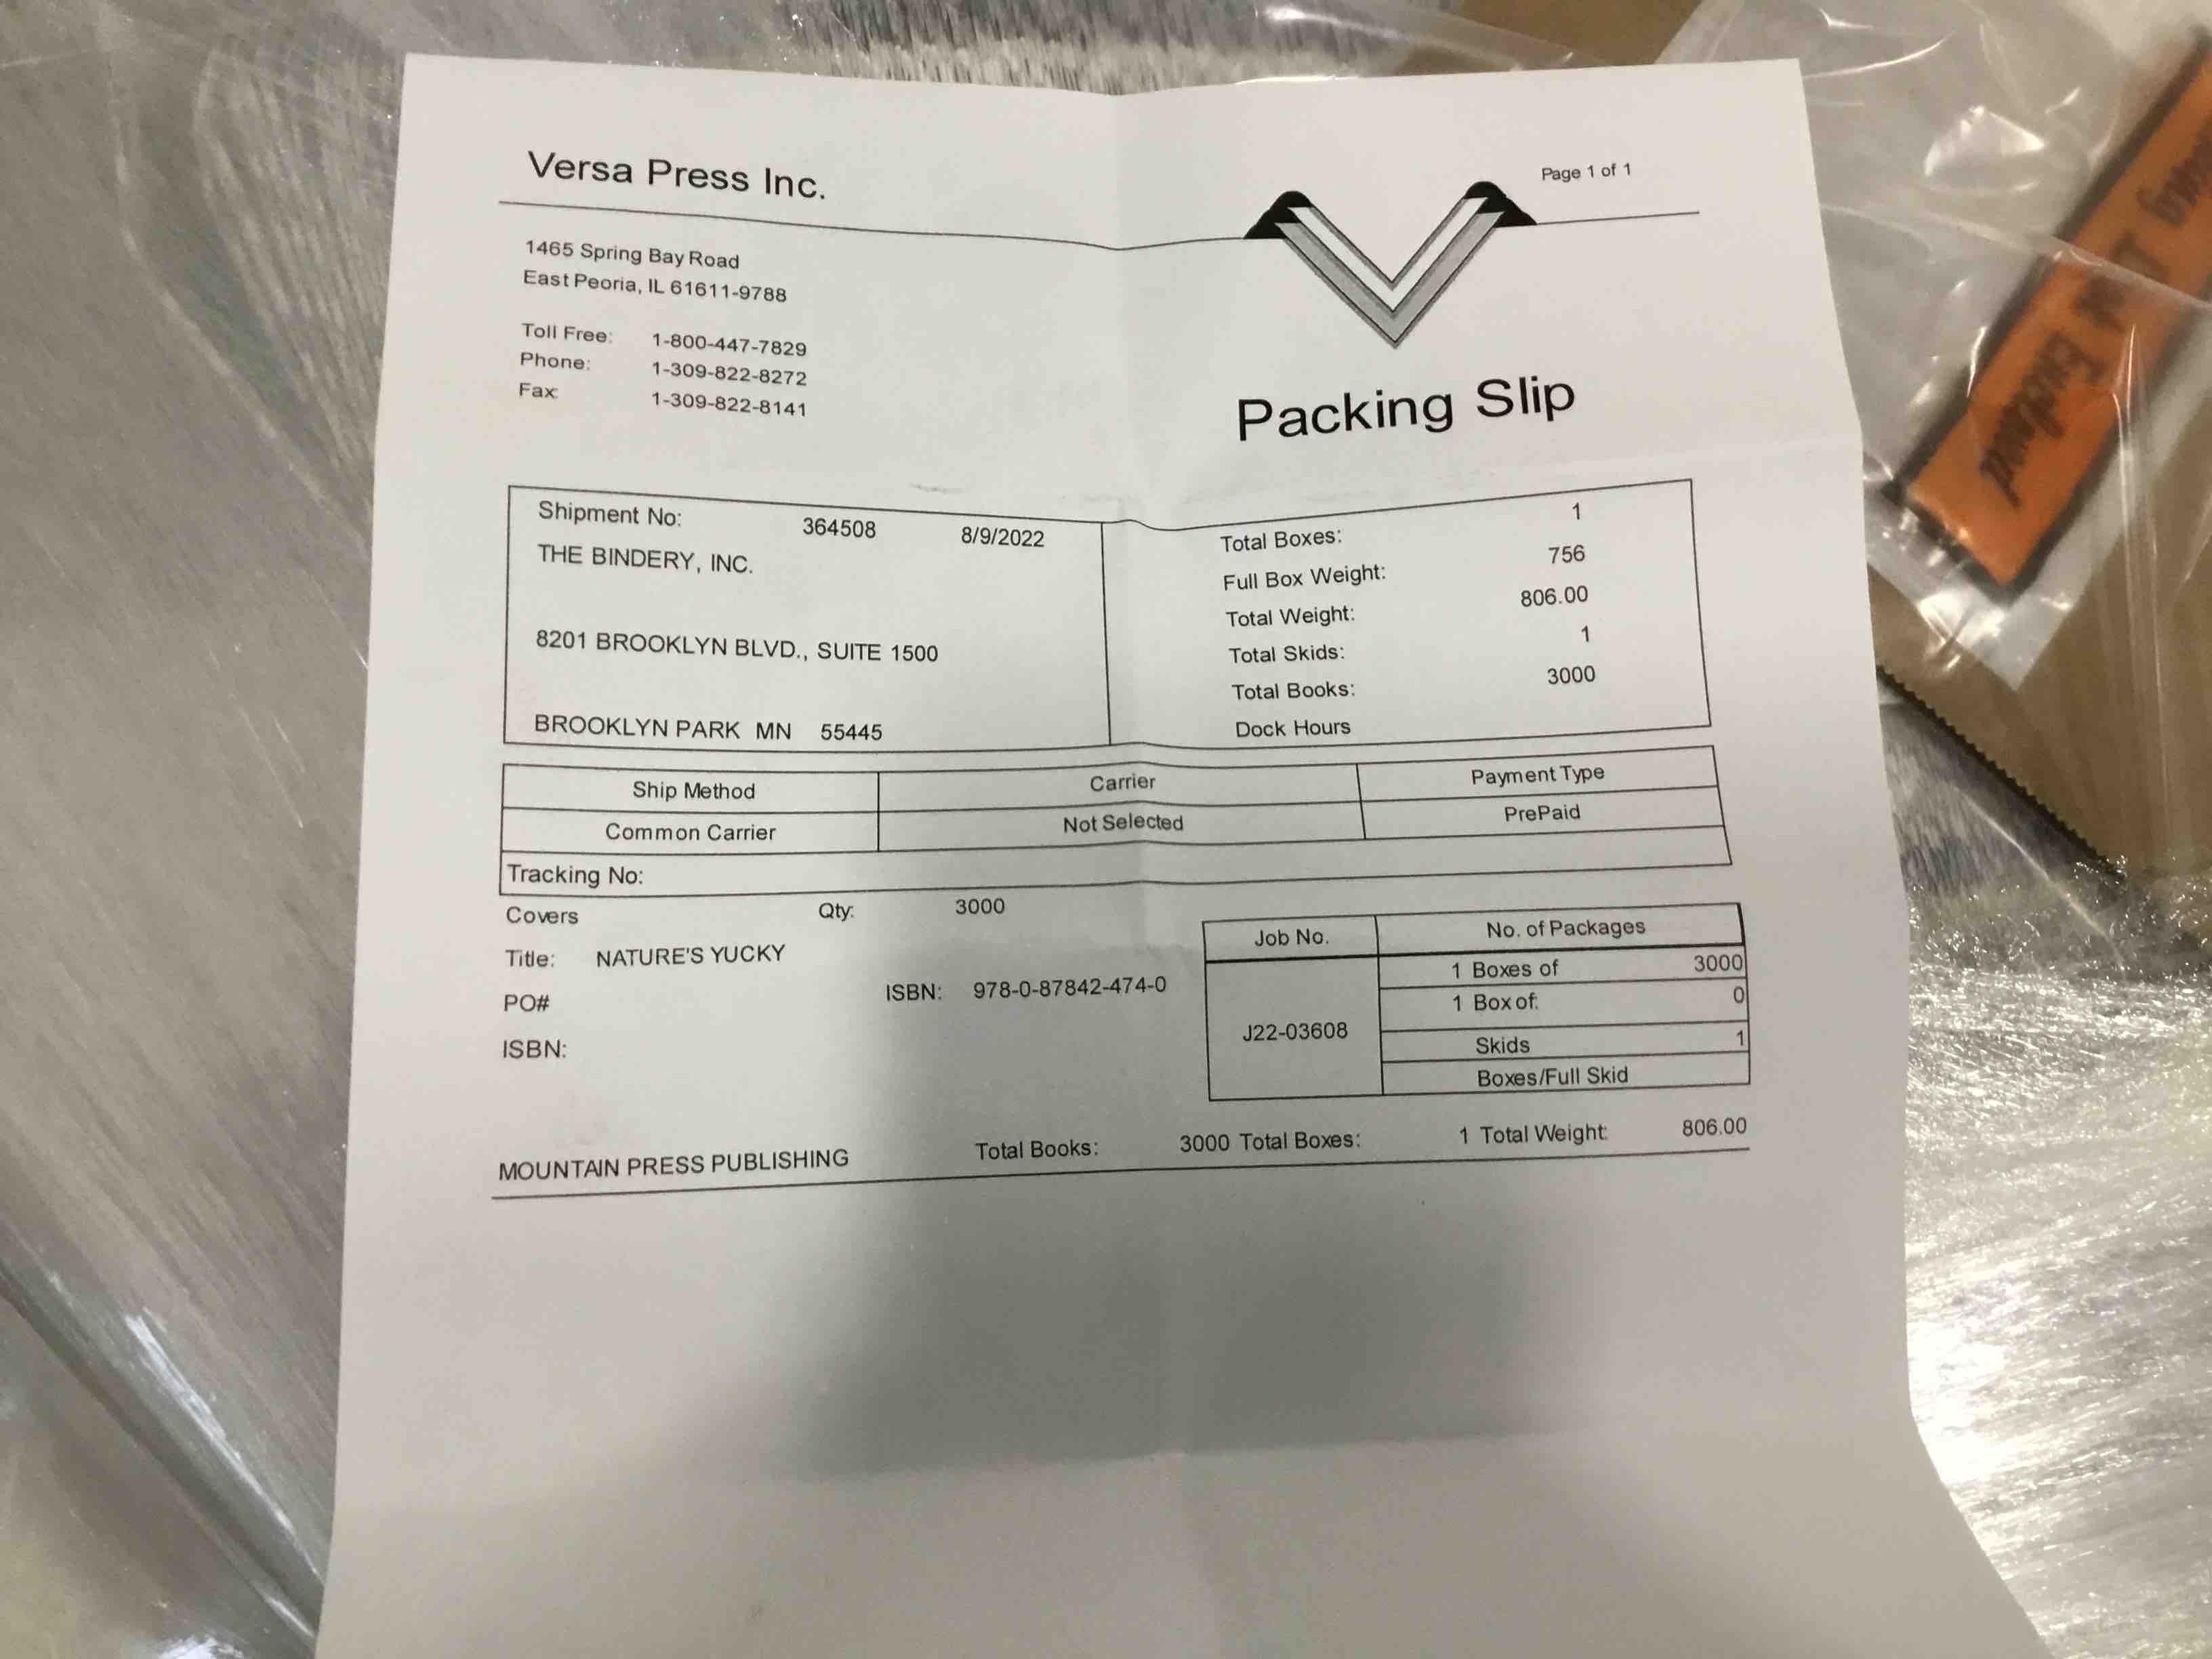 Versa Press Inc.
Page 1 of 1
1465 Spring Bay Road
East Peoria, IL 61611-9788
Toll Free: 1-800-447-7829
Phone: 1-309-822-8272
Fax: 1-309-822-8141
Packing Slip
Shipment No: 364508 8/9/2022
THE BINDERY, INC.
8201 BROOKLYN BLVD., SUITE 1500
BROOKLYN PARK MN 55445
Total Boxes: 1
Full Box Weight: 756
Total Weight: 806.00
Total Skids: 1
Total Books: 3000
Dock Hours
Ship Method Carrier Payment Type
Common Carrier Not Selected PrePaid
Tracking No:
Covers Qty: 3000
Title: NATURE'S YUCKY
PO# ISBN: 978-0-87842-474-0
ISBN:
Job No. No. of Packages
J22-03608
1 Boxes of 3000
1 Box of: 0
Skids 1
Boxes/Full Skid
MOUNTAIN PRESS PUBLISHING Total Books: 3000 Total Boxes: 1 Total Weight: 806.00
Enclosed